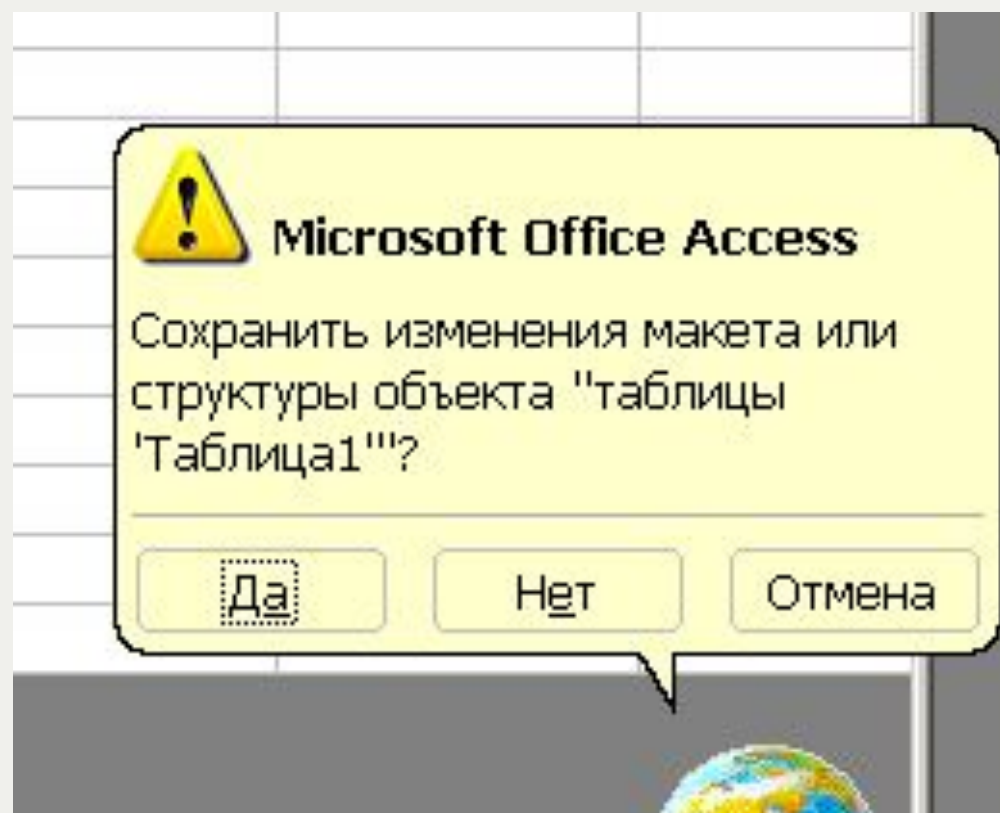 Microsoft Office Access
Сохранить изменения макета или
структуры объекта "таблицы
'Таблица1'"?
Да
Нет
Отмена